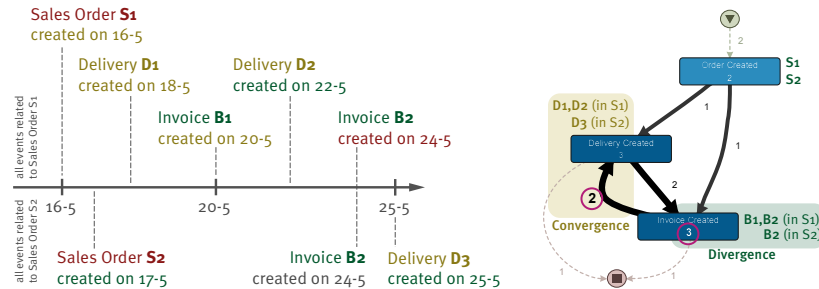 Sales Order S1
created on 16-5
Delivery D1
created on 18-5
Delivery D2
created on 22-5
Invoice B1
created on 20-5
Invoice B2
created on 24-5
all events related
to Sales Order S1
16-5
20-5
25-5
all events related
to Sales Order S2
Sales Order S2
created on 17-5
Invoice B2
created on 24-5
Delivery D3
created on 25-5
2
Order Created
2
S1
S2
D1,D2 (in S1)
D3 (in S2)
1
1
Delivery Created
3
2
2
Convergence
Invoice Created
3
B1,B2 (in S1)
B2 (in S2)
Divergence
1
1